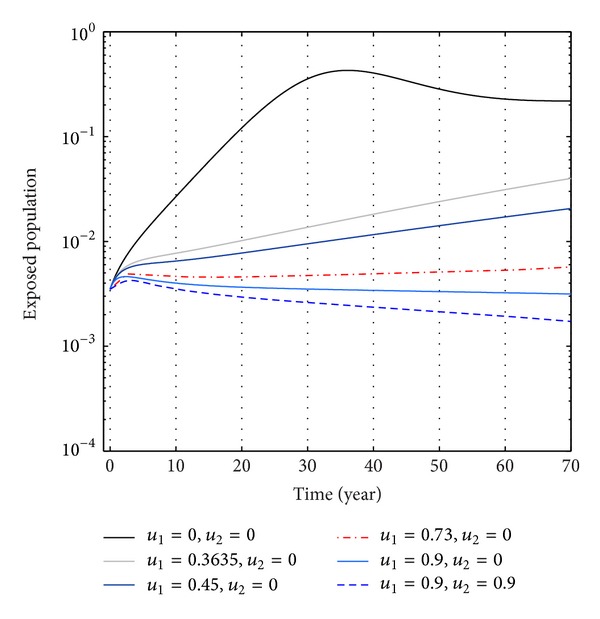 10⁰
10⁻¹
10⁻²
10⁻³
10⁻⁴
Exposed population
0 10 20 30 40 50 60 70
Time (year)
u₁ = 0, u₂ = 0
u₁ = 0.3635, u₂ = 0
u₁ = 0.45, u₂ = 0
u₁ = 0.73, u₂ = 0
u₁ = 0.9, u₂ = 0
u₁ = 0.9, u₂ = 0.9